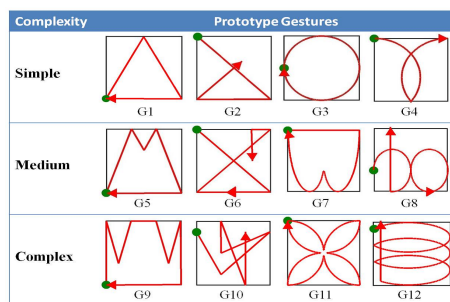 Complexity Prototype Gestures
Simple
G1 G2 G3 G4
Medium
G5 G6 G7 G8
Complex
G9 G10 G11 G12